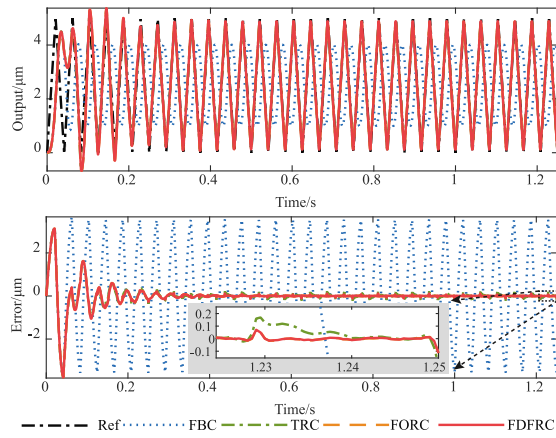 4
2
0
Output/μm
0 0.2 0.4 0.6 0.8 1 1.2
Time/s
2
0
-2
Error/μm
0.2
0.1
0
-0.1
1.23 1.24 1.25
0 0.2 0.4 0.6 0.8 1 1.2
Time/s
Ref FBC TRC FORC FDFRC